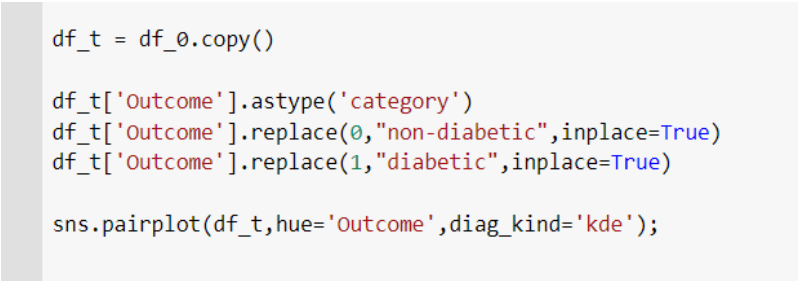 df_t = df_0.copy()
df_t['Outcome'].astype('category')
df_t['Outcome'].replace(0,"non-diabetic",inplace=True)
df_t['Outcome'].replace(1,"diabetic",inplace=True)
sns.pairplot(df_t,hue='Outcome',diag_kind='kde');